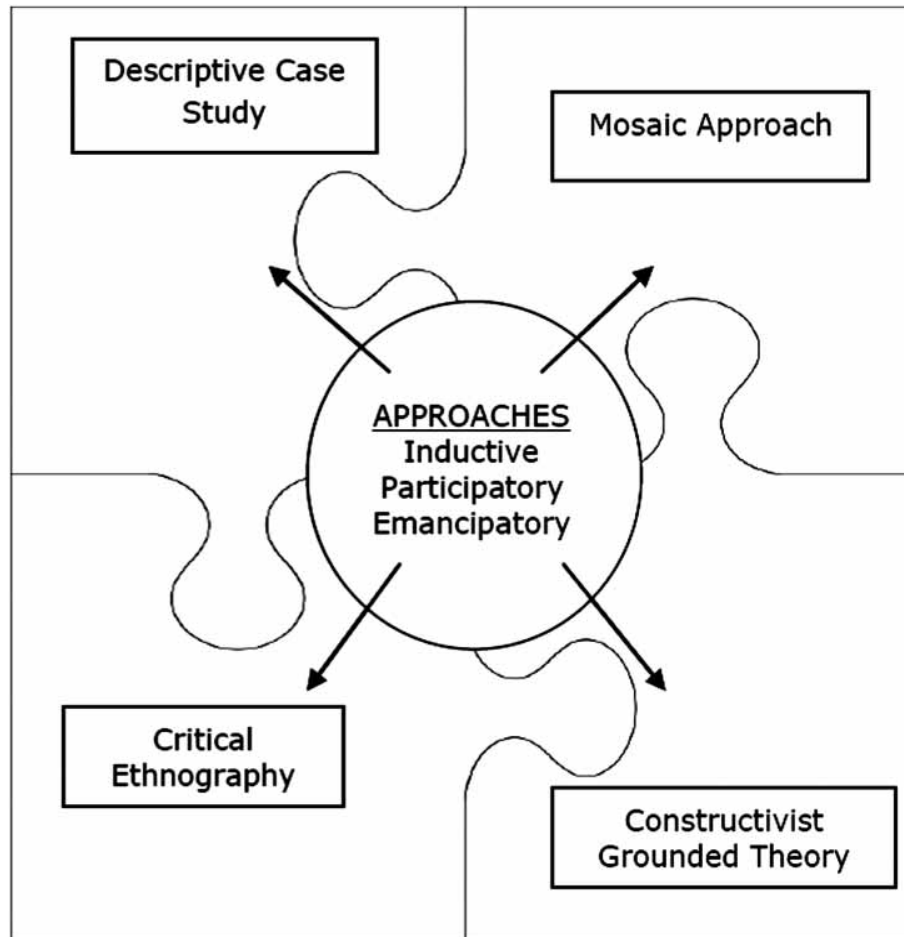 Descriptive Case
Study
Mosaic Approach
APPROACHES
Inductive
Participatory
Emancipatory
Critical
Ethnography
Constructivist
Grounded Theory